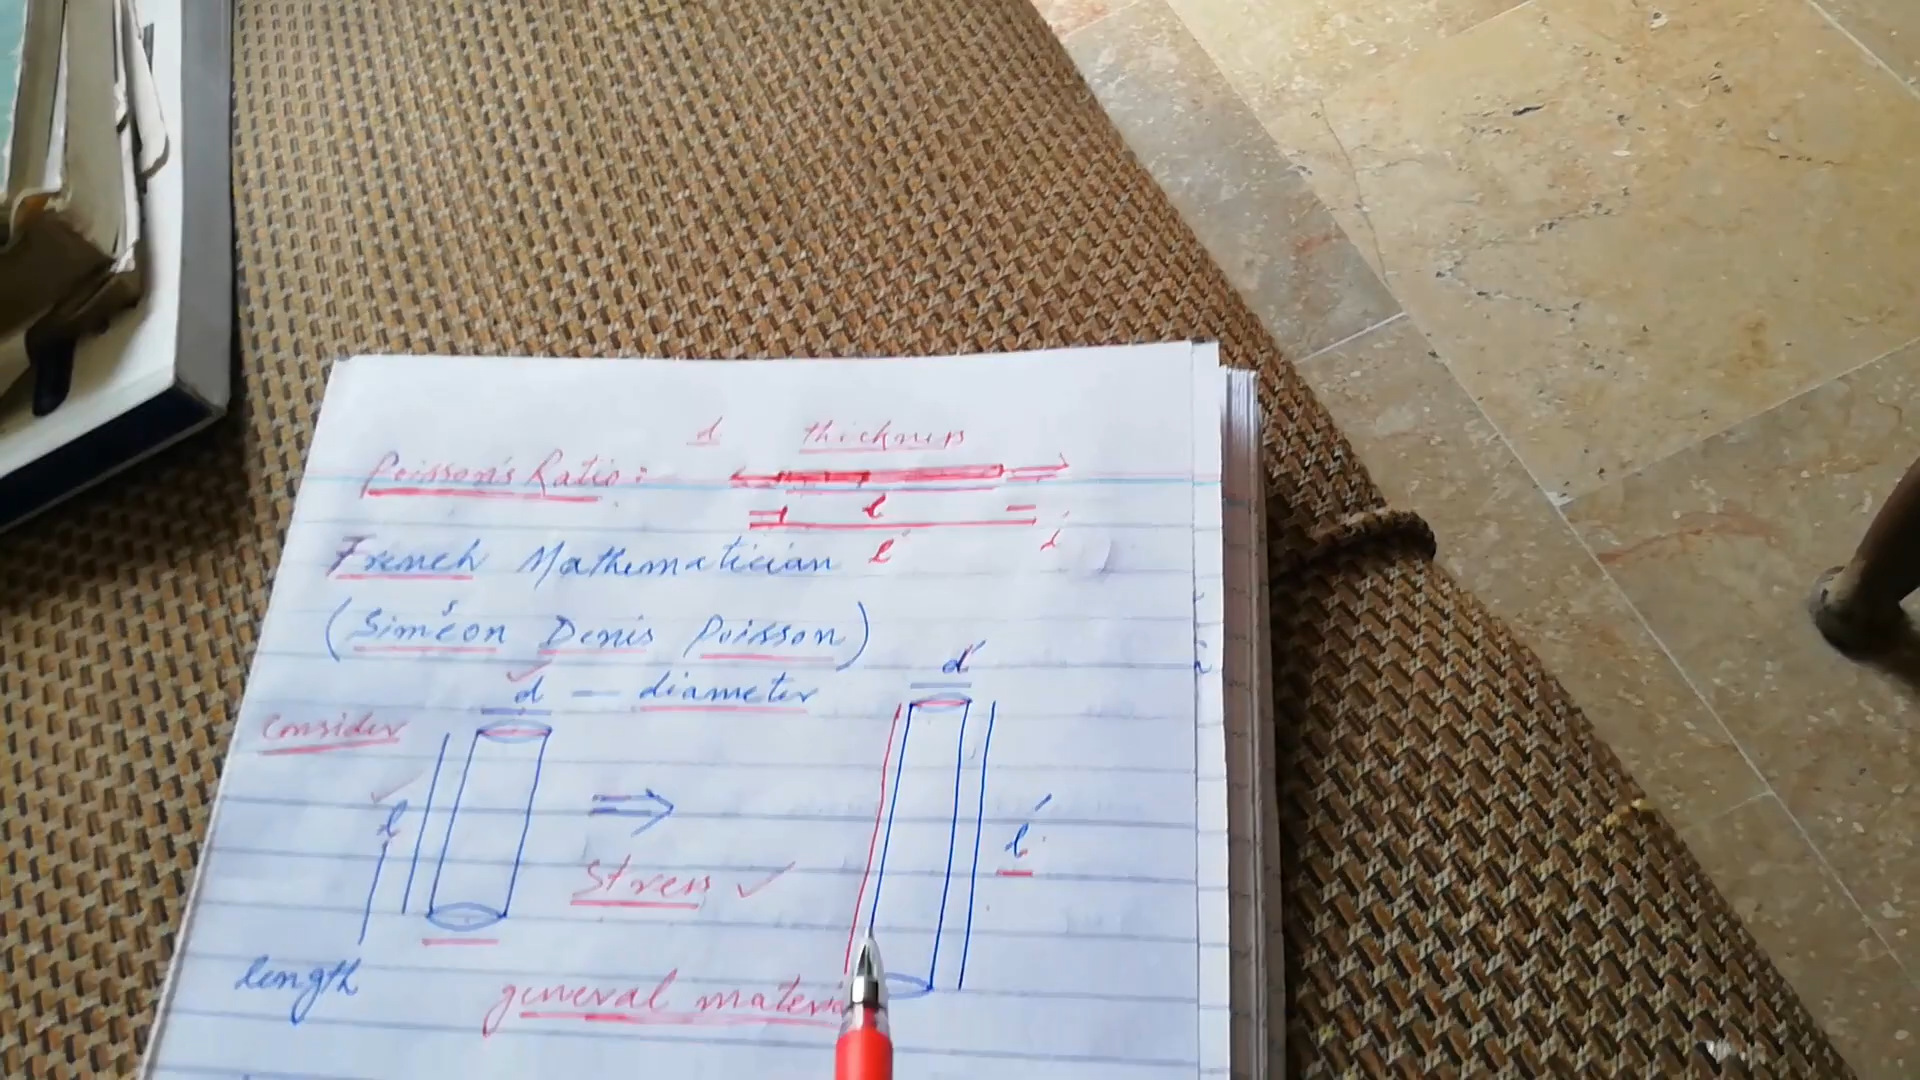 d thickness
Poisson's Ratio:
l
French Mathematician l'
(Siméon Denis Poisson)
d'
d — diameter
consider
l
l'
Stress ✓
length
general materi